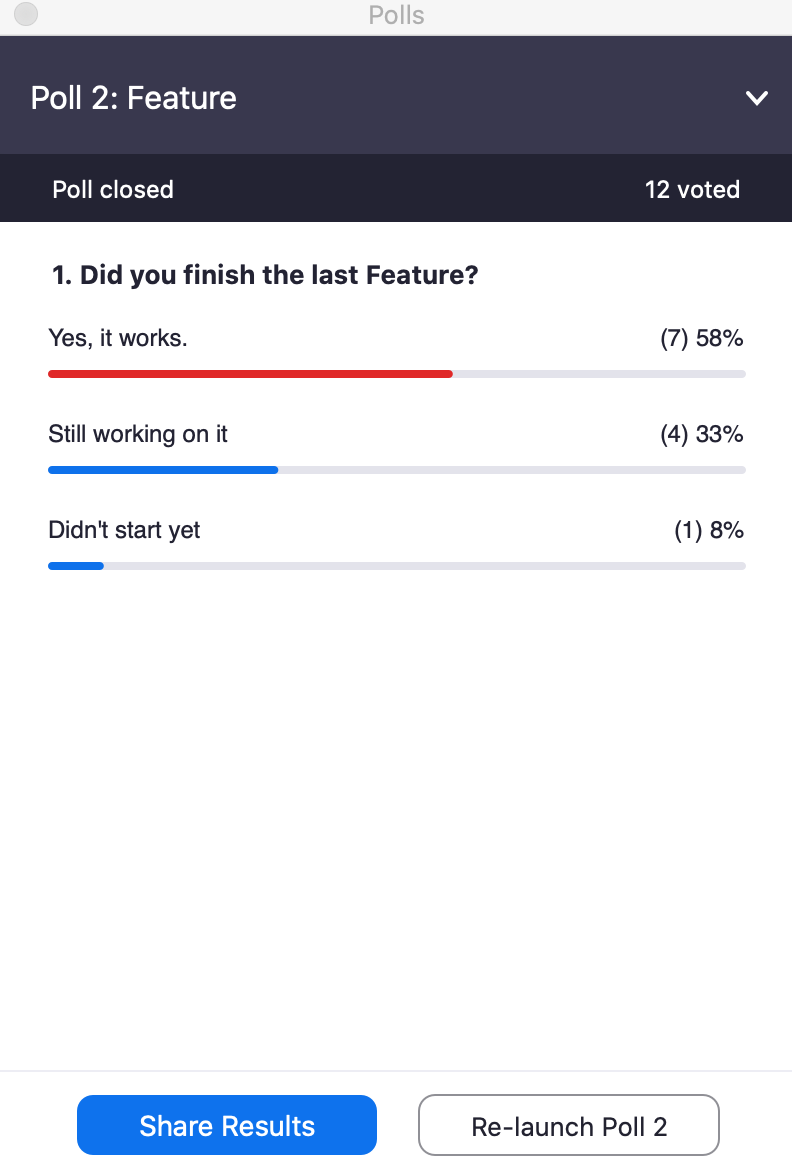 Polls
Poll 2: Feature
Poll closed 12 voted
1. Did you finish the last Feature?
Yes, it works. (7) 58%
Still working on it (4) 33%
Didn't start yet (1) 8%
Share Results Re-launch Poll 2